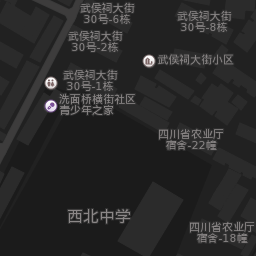 武侯祠大街
30号-6栋
武侯祠大街
30号-8栋
武侯祠大街
30号-2栋
武侯祠大街小区
武侯祠大街
30号-1栋
洗面桥横街社区
青少年之家
四川省农业厅
宿舍-22幢
西北中学
四川省农业厅
宿舍-18幢